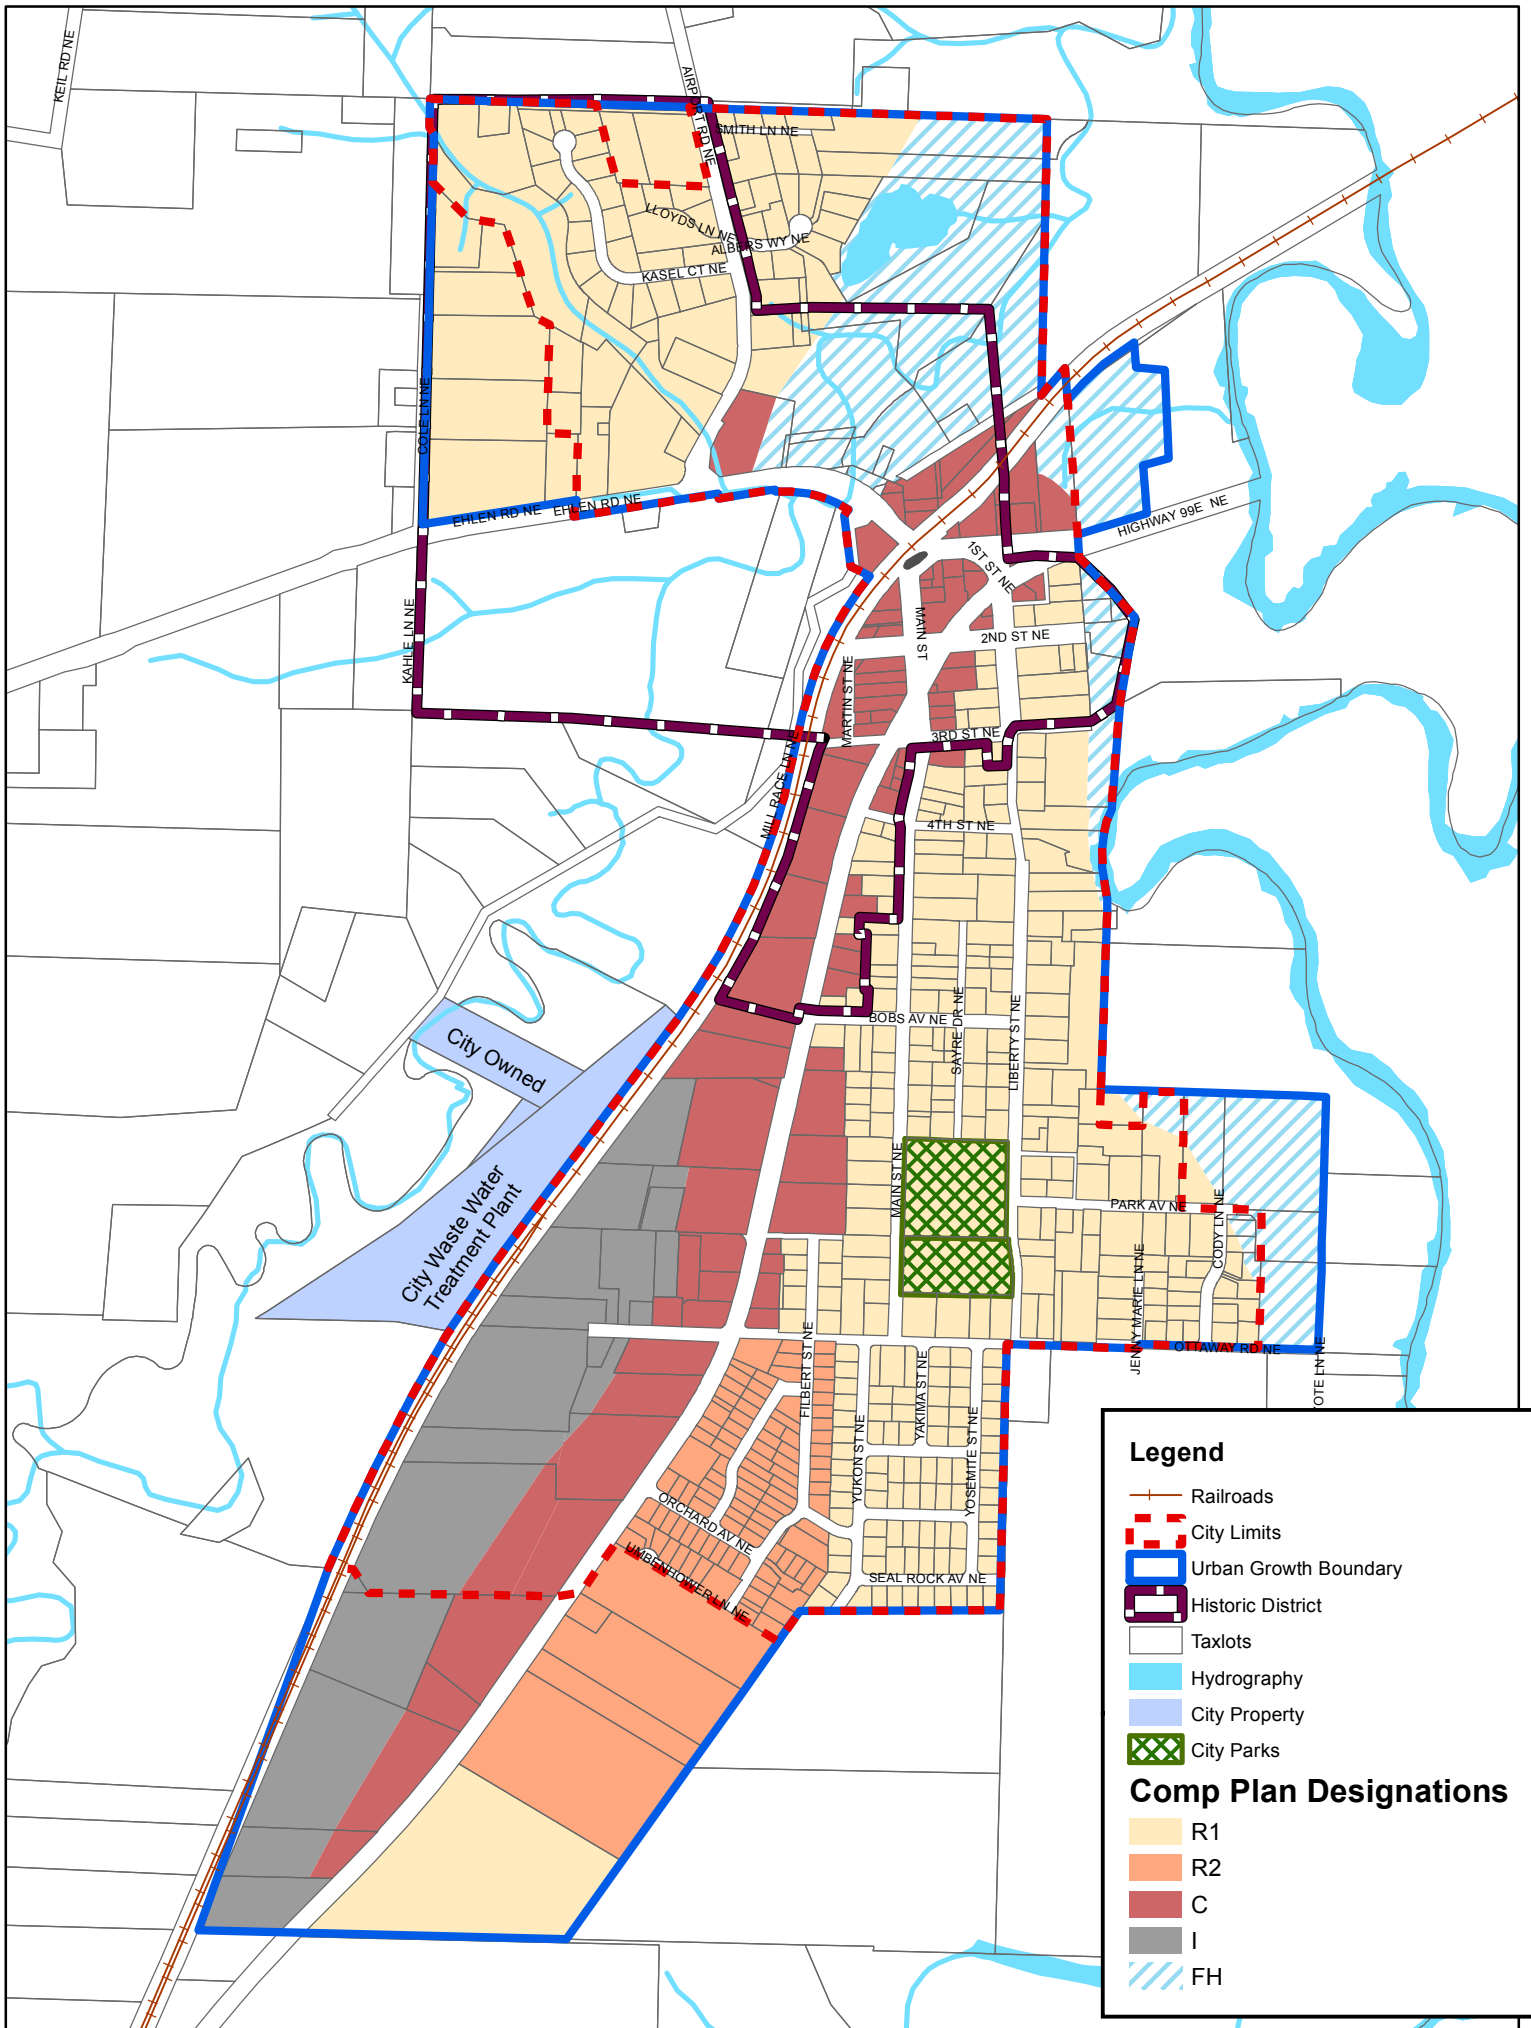 KEIL RD NE
AIRPORT RD NE
SMITH LN NE
LLOYDS LN NE
ALBERS WY NE
KASEL CT NE
COLE LN NE
EHLEN RD NE
EHLEN RD NE
HIGHWAY 99E NE
1ST ST NE
MAIN ST
2ND ST NE
KAHLE LN NE
MARTIN ST NE
3RD ST NE
MILL RACE LN NE
4TH ST NE
BOBS AV NE
SAYRE DR NE
LIBERTY ST NE
City Owned
City Waste Water
Treatment Plant
MAIN ST NE
PARK AV NE
CODY LN NE
JENNY MARIE LN NE
OTTAWAY RD NE
OTE LN NE
FILBERT ST NE
YAKIMA ST NE
YUKON ST NE
YOSEMITE ST NE
ORCHARD AV NE
UMBENHOWER LN NE
SEAL ROCK AV NE
Legend
Railroads
City Limits
Urban Growth Boundary
Historic District
Taxlots
Hydrography
City Property
City Parks
Comp Plan Designations
R1
R2
C
I
FH